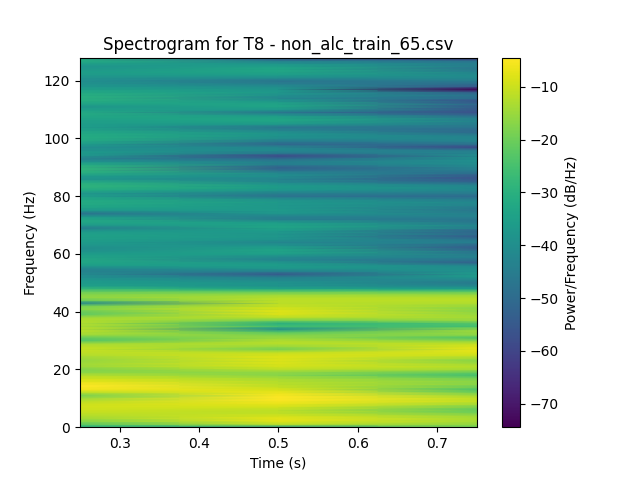 Spectrogram for T8 - non_alc_train_65.csv
120
100
80
60
40
20
0
Frequency (Hz)
0.3 0.4 0.5 0.6 0.7
Time (s)
−10
−20
−30
−40
−50
−60
−70
Power/Frequency (dB/Hz)